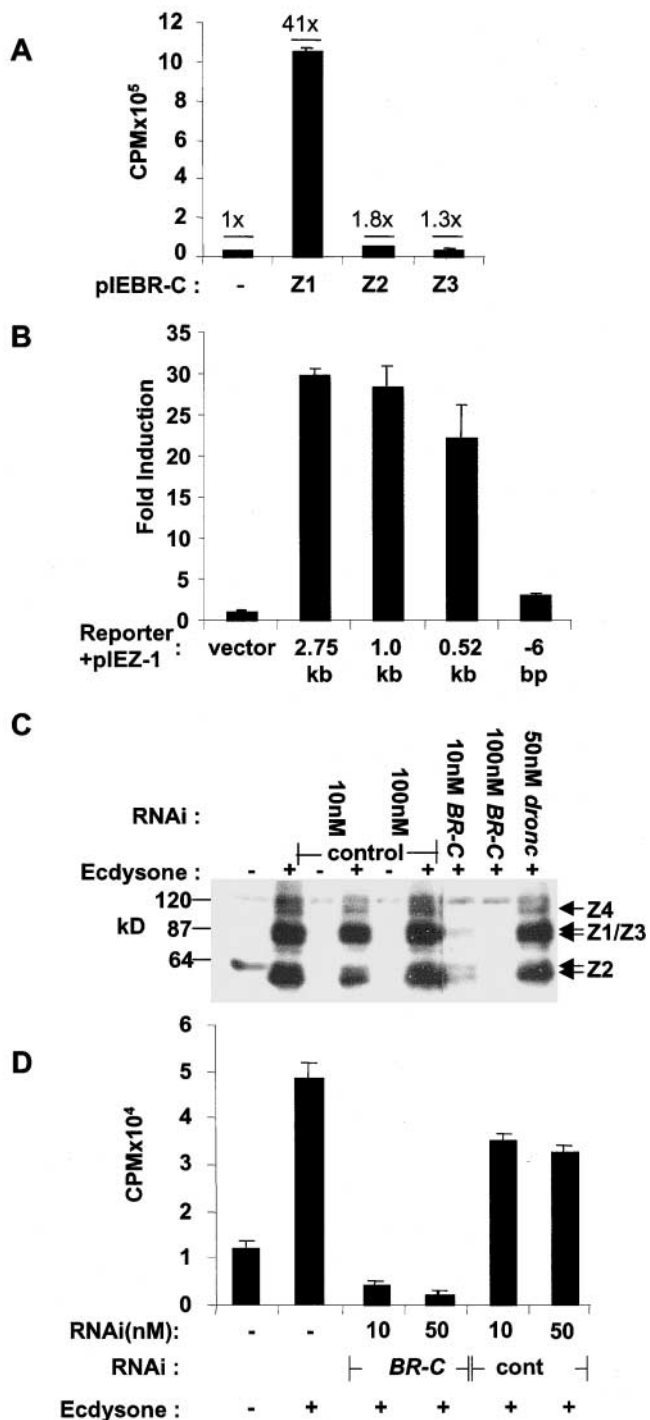 A
41x
12
10
8
6
4
2
0
CPMx10⁵
1x
1.8x
1.3x
pIEBR-C : - Z1 Z2 Z3
B
35
30
25
20
15
10
5
0
Fold Induction
Reporter : vector 2.75 1.0 0.52 -6
+pIEZ-1 kb kb kb bp
C
RNAi :
10nM
100nM
10nM BR-C
100nM BR-C
50nM dronc
control
Ecdysone : - + - + - + + + +
120
kD 87
64
Z4
Z1/Z3
Z2
D
6
5
4
3
2
1
0
CPMx10⁴
RNAi(nM): - - 10 50 10 50
RNAi : BR-C cont
Ecdysone : - + + + + +